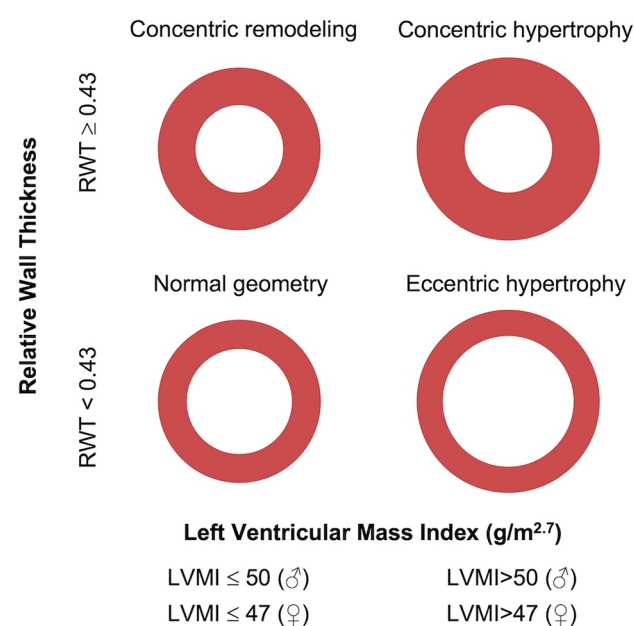 Concentric remodeling
Concentric hypertrophy
RWT ≥ 0.43
Relative Wall Thickness
Normal geometry
Eccentric hypertrophy
RWT < 0.43
Left Ventricular Mass Index (g/m²·⁷)
LVMI ≤ 50 (♂)
LVMI>50 (♂)
LVMI ≤ 47 (♀)
LVMI>47 (♀)